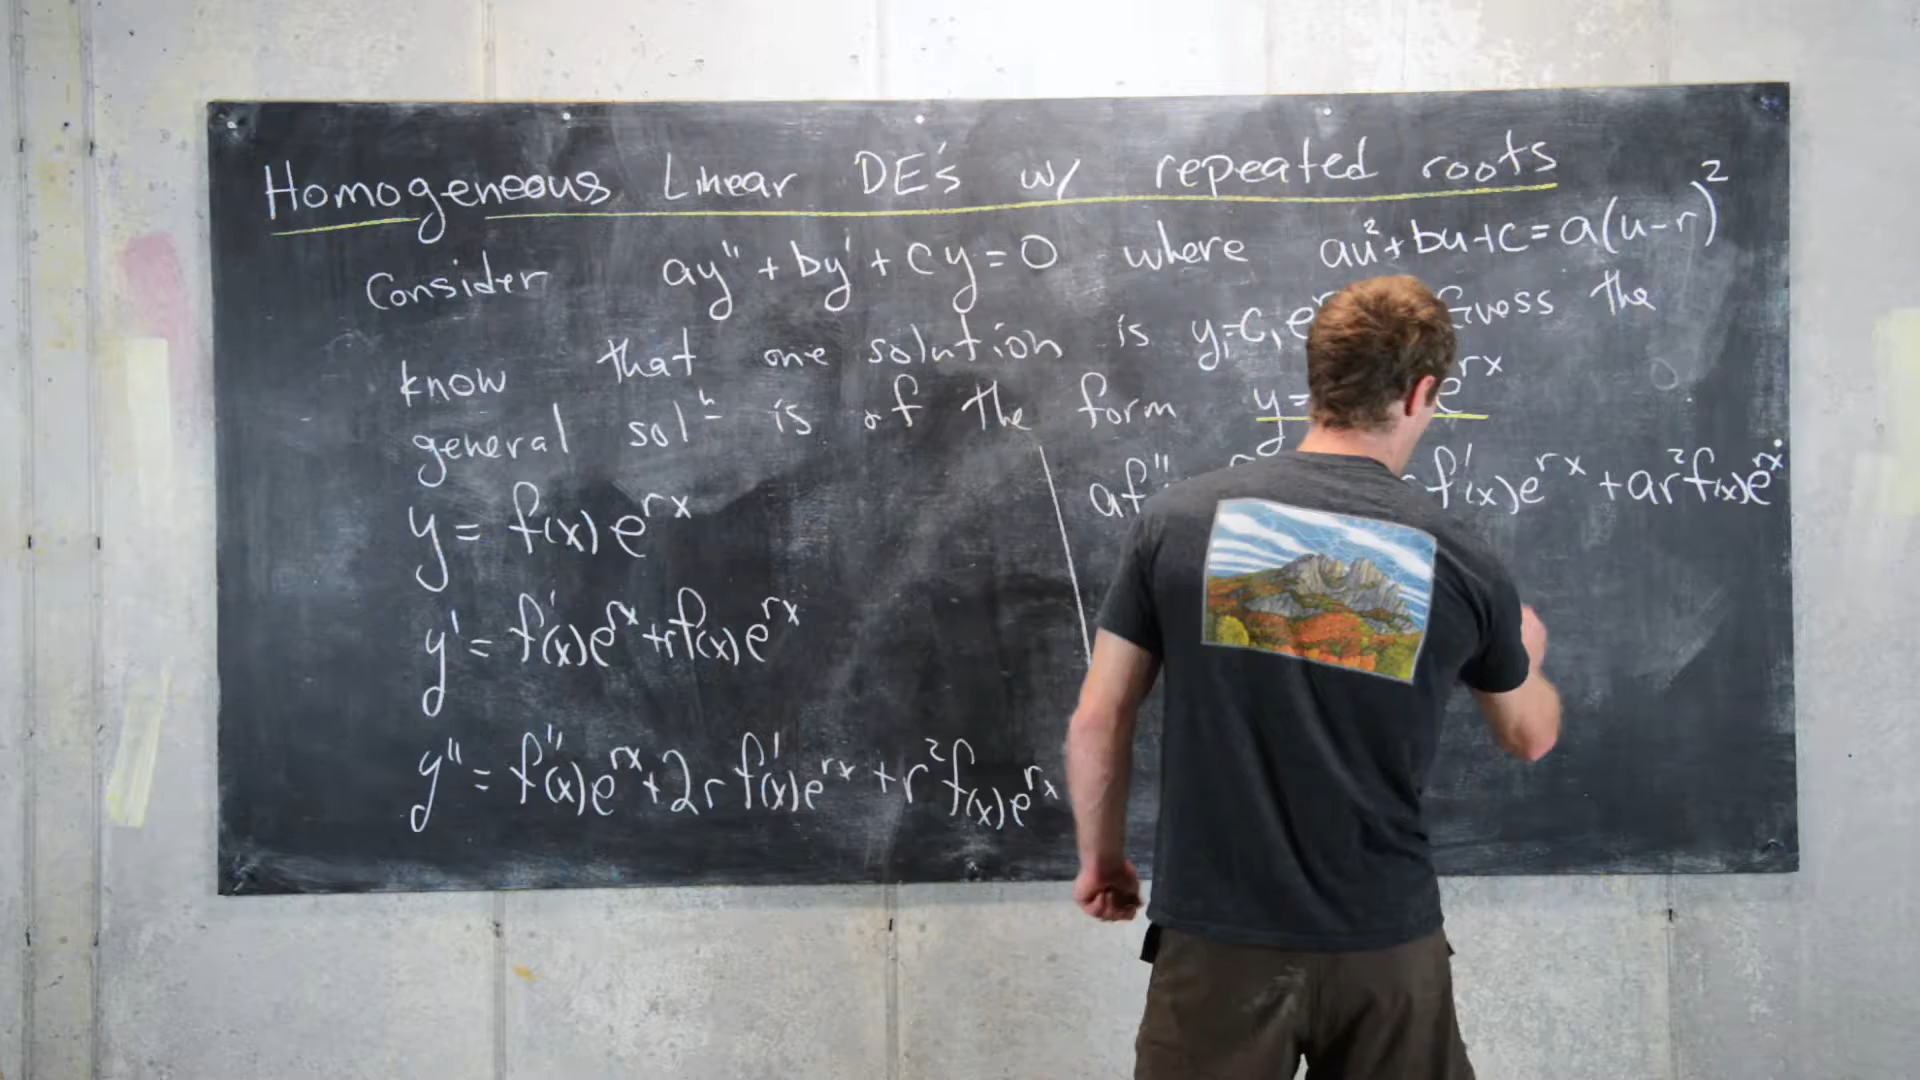 Homogeneous Linear DE's w/ repeated roots
Consider ay'' + by' + cy = 0 where au² + bu + c = a(u-r)²
know that one solution is y₁=c₁e Guess the
general solⁿ is of the form y= e^{rx}
y = f(x) e^{rx}
y' = f'(x)e^{rx} + rf(x)e^{rx}
y'' = f''(x)e^{rx} + 2r f'(x)e^{rx} + r²f(x)e^{rx}
af'' f'(x)e^{rx} + ar²f(x)e^{rx}